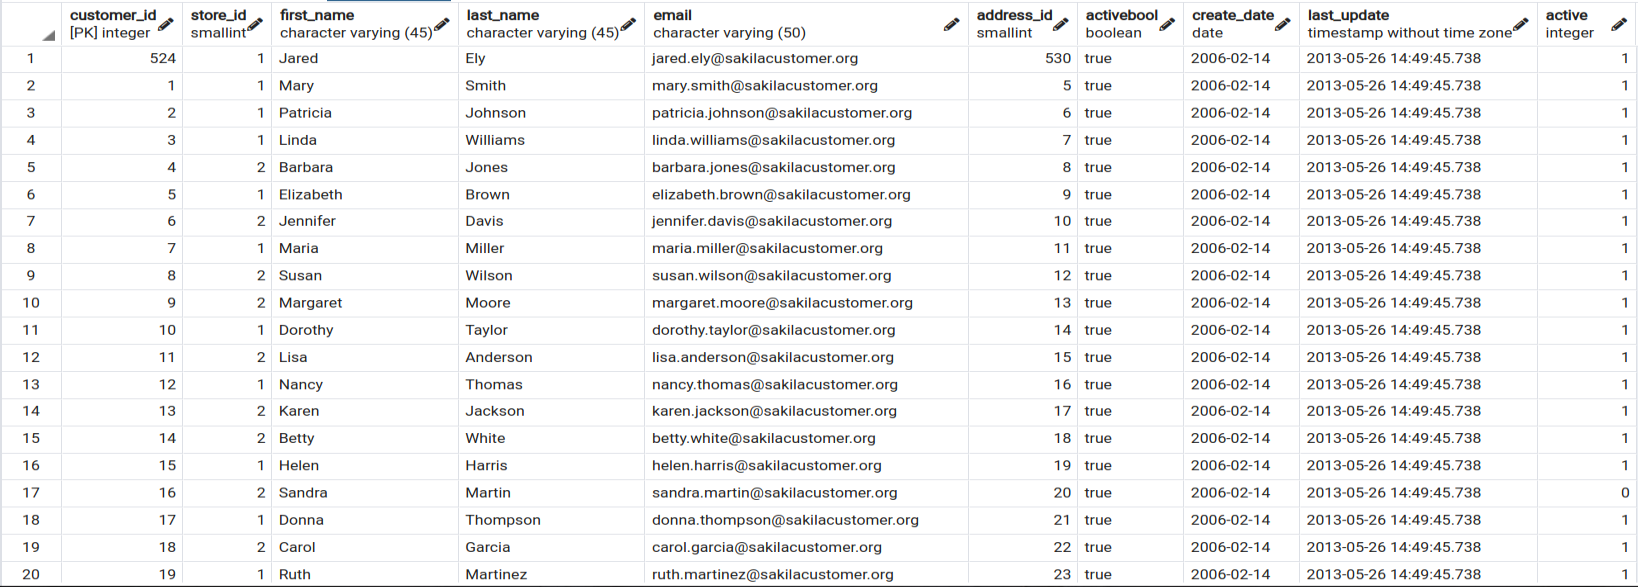 customer_id store_id first_name last_name email address_id activebool create_date last_update active
[PK] integer smallint character varying (45) character varying (45) character varying (50) smallint boolean date timestamp without time zone integer
1 524 1 Jared Ely jared.ely@sakilacustomer.org 530 true 2006-02-14 2013-05-26 14:49:45.738 1
2 1 1 Mary Smith mary.smith@sakilacustomer.org 5 true 2006-02-14 2013-05-26 14:49:45.738 1
3 2 1 Patricia Johnson patricia.johnson@sakilacustomer.org 6 true 2006-02-14 2013-05-26 14:49:45.738 1
4 3 1 Linda Williams linda.williams@sakilacustomer.org 7 true 2006-02-14 2013-05-26 14:49:45.738 1
5 4 2 Barbara Jones barbara.jones@sakilacustomer.org 8 true 2006-02-14 2013-05-26 14:49:45.738 1
6 5 1 Elizabeth Brown elizabeth.brown@sakilacustomer.org 9 true 2006-02-14 2013-05-26 14:49:45.738 1
7 6 2 Jennifer Davis jennifer.davis@sakilacustomer.org 10 true 2006-02-14 2013-05-26 14:49:45.738 1
8 7 1 Maria Miller maria.miller@sakilacustomer.org 11 true 2006-02-14 2013-05-26 14:49:45.738 1
9 8 2 Susan Wilson susan.wilson@sakilacustomer.org 12 true 2006-02-14 2013-05-26 14:49:45.738 1
10 9 2 Margaret Moore margaret.moore@sakilacustomer.org 13 true 2006-02-14 2013-05-26 14:49:45.738 1
11 10 1 Dorothy Taylor dorothy.taylor@sakilacustomer.org 14 true 2006-02-14 2013-05-26 14:49:45.738 1
12 11 2 Lisa Anderson lisa.anderson@sakilacustomer.org 15 true 2006-02-14 2013-05-26 14:49:45.738 1
13 12 1 Nancy Thomas nancy.thomas@sakilacustomer.org 16 true 2006-02-14 2013-05-26 14:49:45.738 1
14 13 2 Karen Jackson karen.jackson@sakilacustomer.org 17 true 2006-02-14 2013-05-26 14:49:45.738 1
15 14 2 Betty White betty.white@sakilacustomer.org 18 true 2006-02-14 2013-05-26 14:49:45.738 1
16 15 1 Helen Harris helen.harris@sakilacustomer.org 19 true 2006-02-14 2013-05-26 14:49:45.738 1
17 16 2 Sandra Martin sandra.martin@sakilacustomer.org 20 true 2006-02-14 2013-05-26 14:49:45.738 0
18 17 1 Donna Thompson donna.thompson@sakilacustomer.org 21 true 2006-02-14 2013-05-26 14:49:45.738 1
19 18 2 Carol Garcia carol.garcia@sakilacustomer.org 22 true 2006-02-14 2013-05-26 14:49:45.738 1
20 19 1 Ruth Martinez ruth.martinez@sakilacustomer.org 23 true 2006-02-14 2013-05-26 14:49:45.738 1